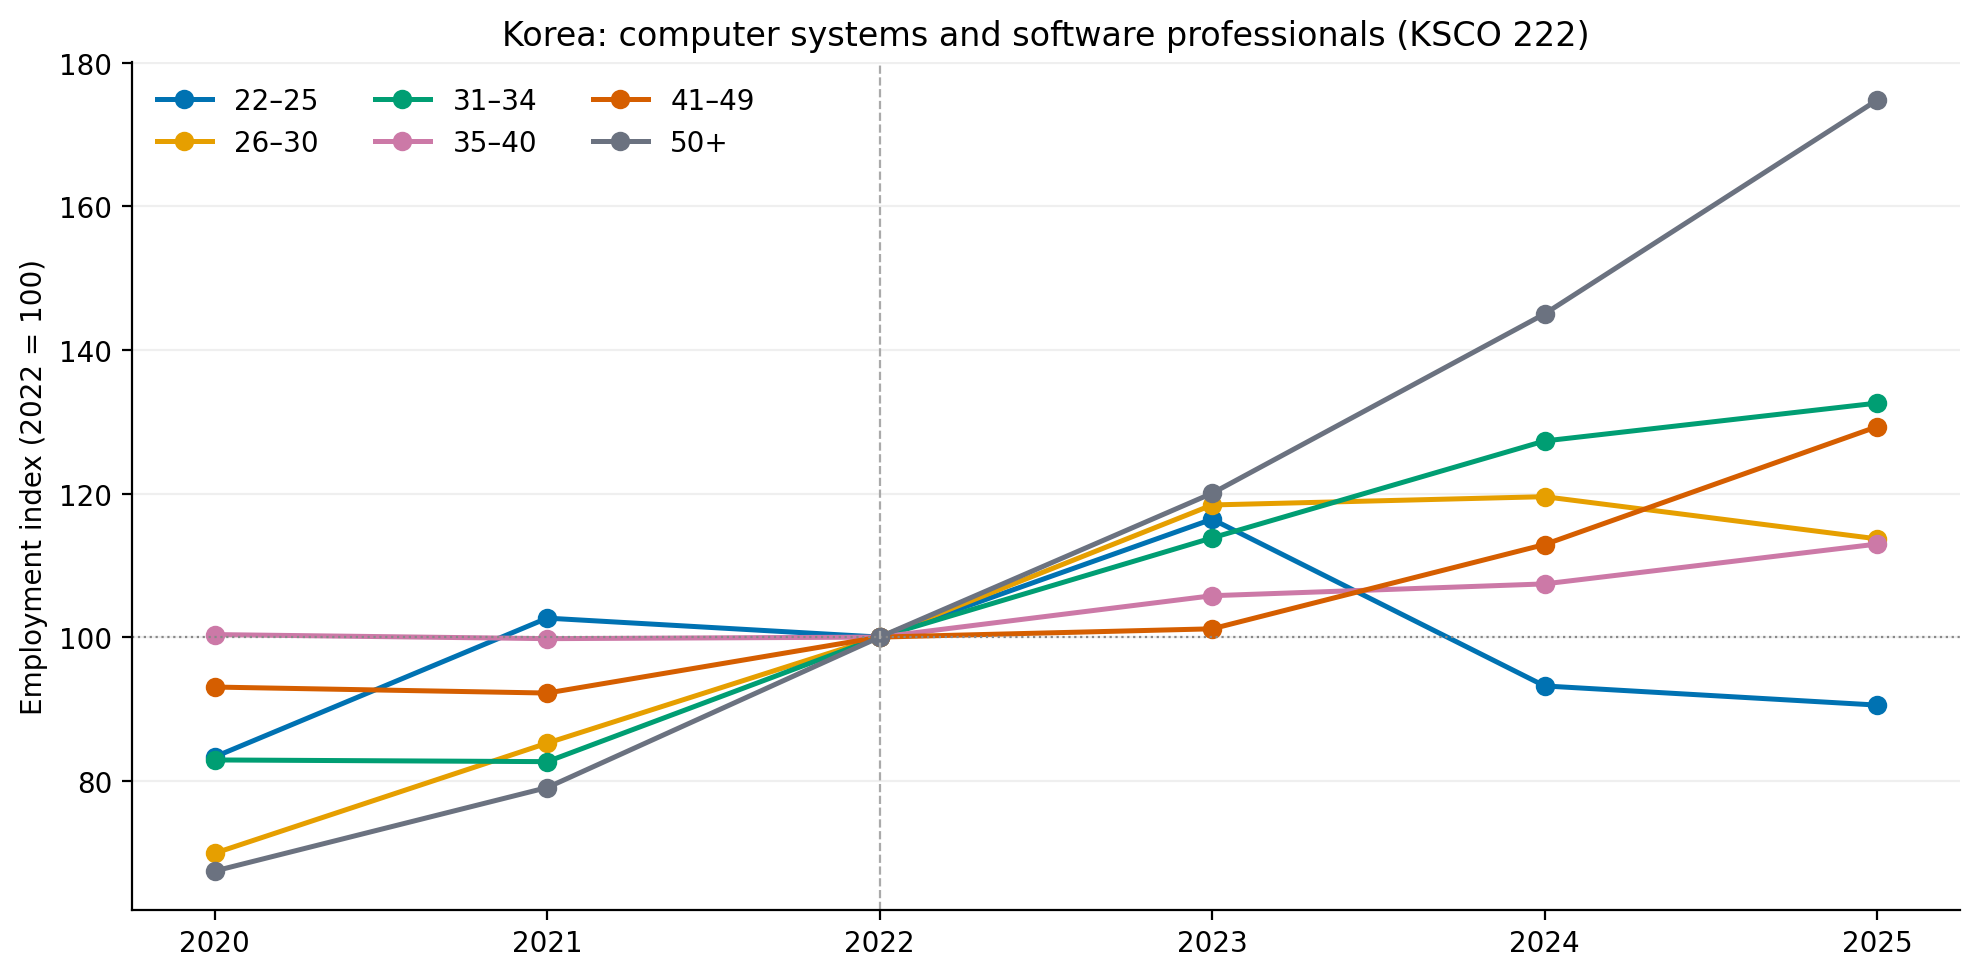 Korea: computer systems and software professionals (KSCO 222)
Employment index (2022 = 100)
180
160
140
120
100
80
22–25 31–34 41–49
26–30 35–40 50+
2020 2021 2022 2023 2024 2025